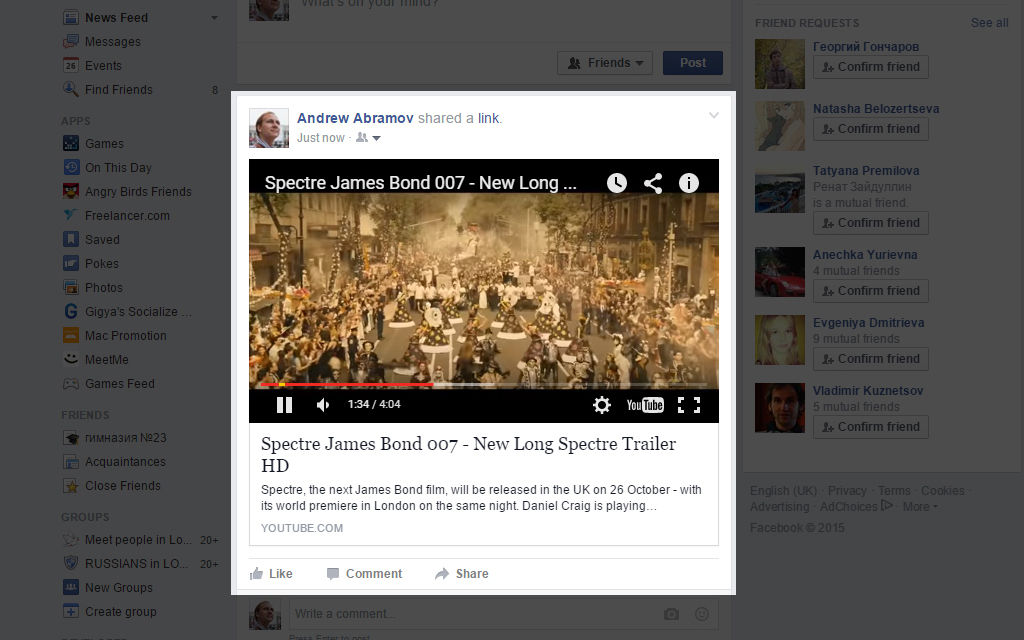 News Feed
Messages
Events
26
Find Friends
8
APPS
Games
On This Day
Angry Birds Friends
Freelancer.com
Saved
Pokes
Photos
Gigya's Socialize ...
G
Mac Promotion
MeetMe
Games Feed
FRIENDS
гимназия №23
Acquaintances
Close Friends
GROUPS
Meet people in Lo... 20+
RUSSIANS in LO... 20+
New Groups
Create group
What's on your mind?
Friends
Post
Andrew Abramov shared a link.
Just now ·
Spectre James Bond 007 - New Long ...
1:34 / 4:04
YouTube
Spectre James Bond 007 - New Long Spectre Trailer
HD
Spectre, the next James Bond film, will be released in the UK on 26 October - with
its world premiere in London on the same night. Daniel Craig is playing…
YOUTUBE.COM
Like Comment Share
Write a comment...
Press Enter to post.
FRIEND REQUESTS
See all
Георгий Гончаров
Confirm friend
Natasha Belozertseva
Confirm friend
Tatyana Premilova
Ренат Зайдуллин
is a mutual friend.
Confirm friend
Anechka Yurievna
4 mutual friends
Confirm friend
Evgeniya Dmitrieva
9 mutual friends
Confirm friend
Vladimir Kuznetsov
5 mutual friends
Confirm friend
English (UK) · Privacy · Terms · Cookies ·
Advertising · AdChoices · More
Facebook © 2015